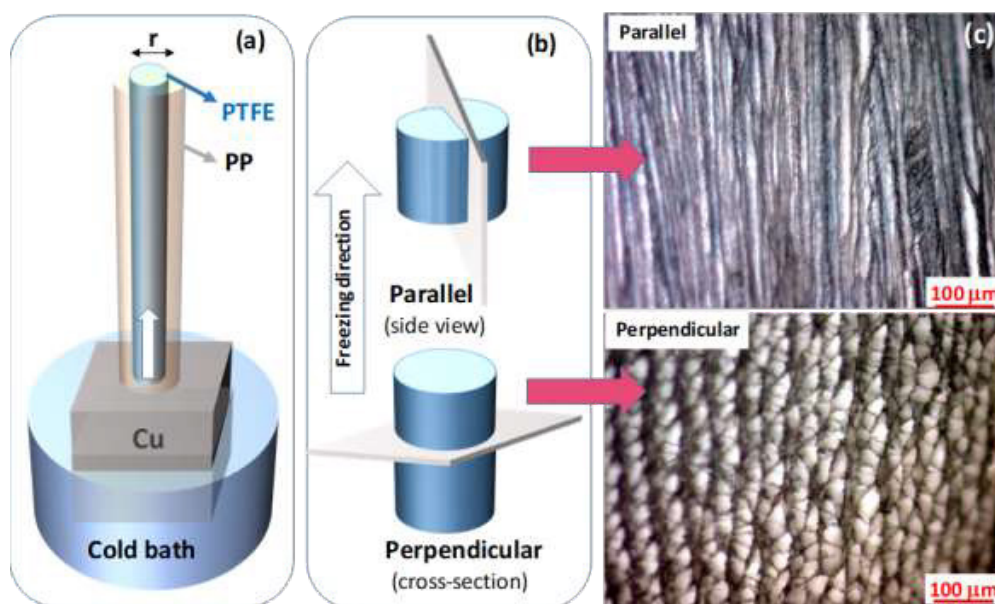 (a)
r
PTFE
PP
Cu
Cold bath
(b)
Freezing direction
Parallel
(side view)
Perpendicular
(cross-section)
(c)
Parallel
100 µm
Perpendicular
100 µm